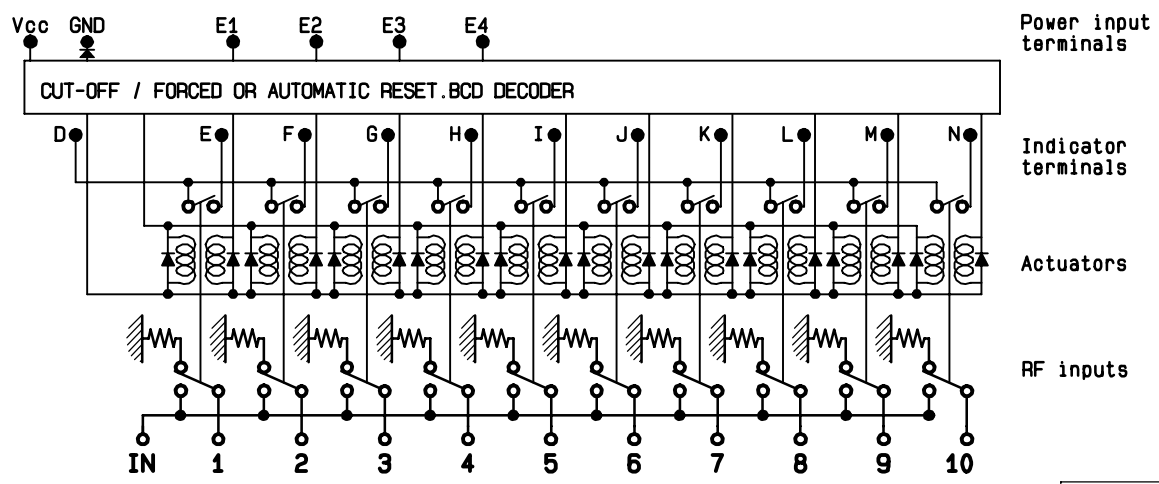 Vcc GND E1 E2 E3 E4 Power input
terminals
CUT-OFF / FORCED OR AUTOMATIC RESET.BCD DECODER
D E F G H I J K L M N Indicator
terminals
Actuators
RF inputs
IN 1 2 3 4 5 6 7 8 9 10